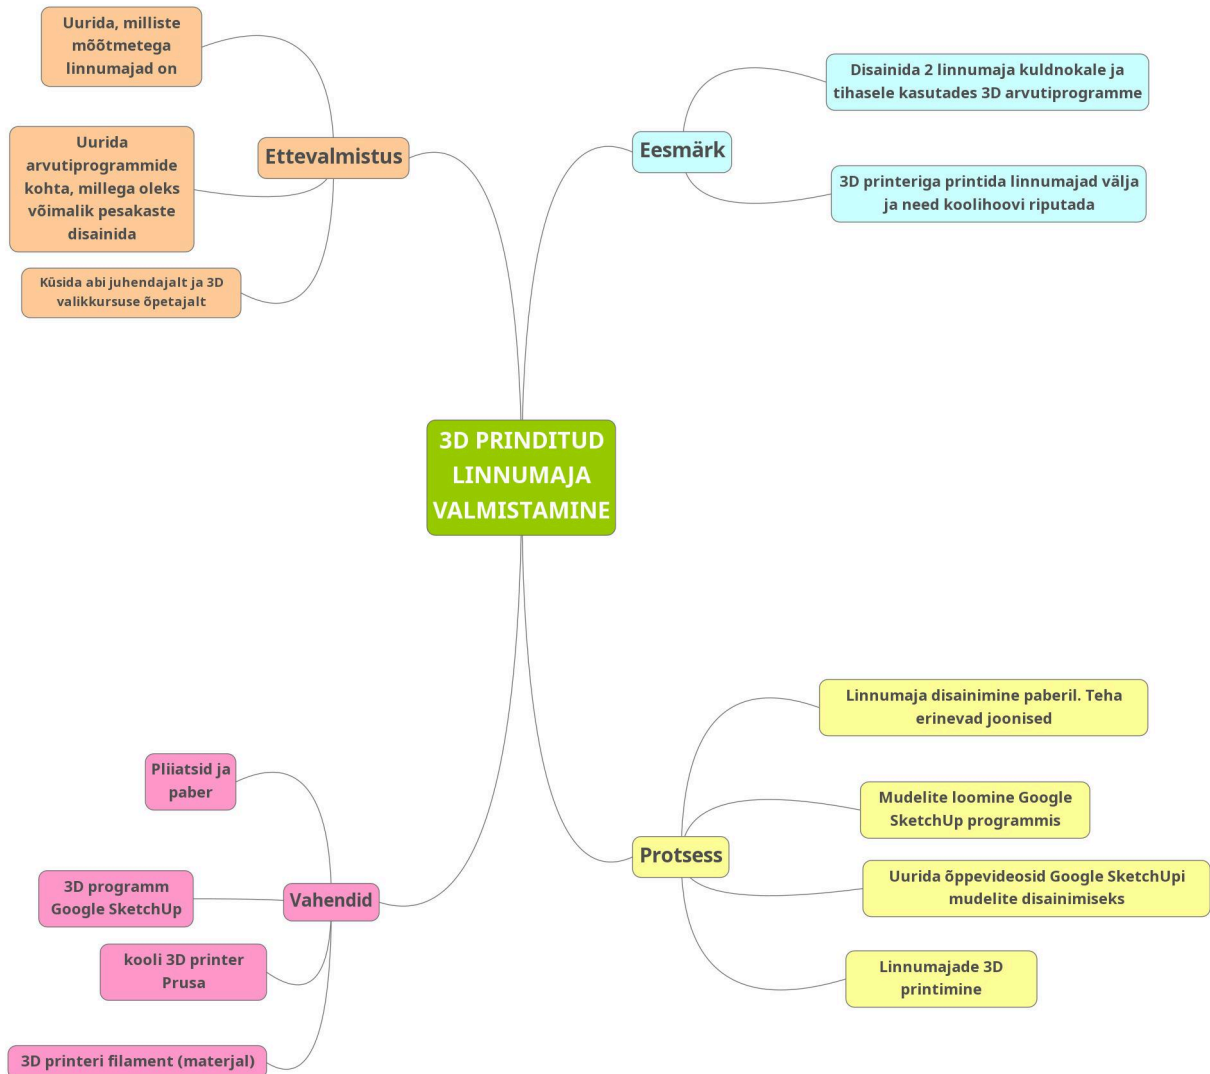 Uurida, milliste
mõõtmetega
linnumajad on
Uurida
arvutiprogrammide
kohta, millega oleks
võimalik pesakaste
disainida
Küsida abi juhendajalt ja 3D
valikkursuse õpetajalt
Ettevalmistus
Eesmärk
Disainida 2 linnumaja kuldnokale ja
tihasele kasutades 3D arvutiprogramme
3D printeriga printida linnumajad välja
ja need koolihoovi riputada
3D PRINDITUD
LINNUMAJA
VALMISTAMINE
Pliiatsid ja
paber
3D programm
Google SketchUp
kooli 3D printer
Prusa
3D printeri filament (materjal)
Vahendid
Protsess
Linnumaja disainimine paberil. Teha
erinevad joonised
Mudelite loomine Google
SketchUp programmis
Uurida õppevideosid Google SketchUpi
mudelite disainimiseks
Linnumajade 3D
printimine